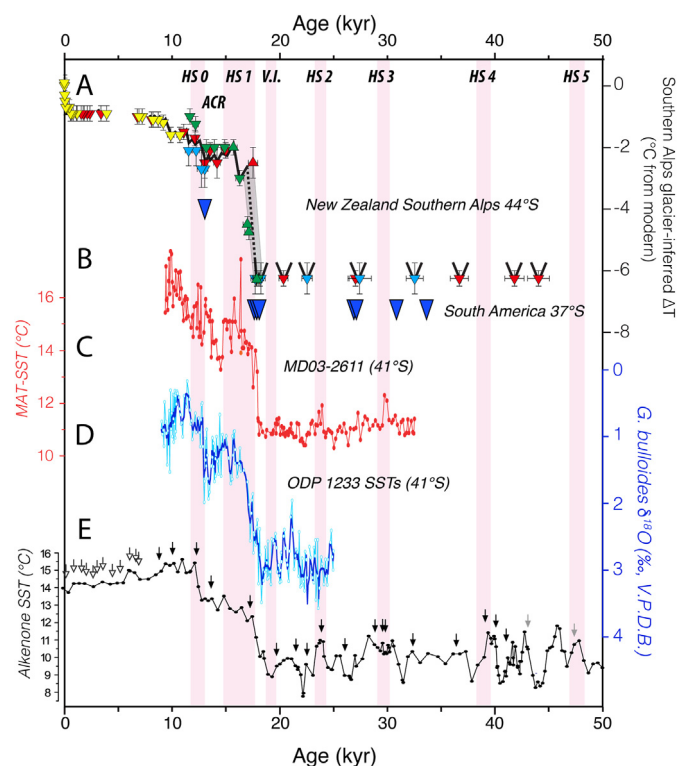 Age (kyr)
0 10 20 30 40 50
HS 0 HS 1 V.I. HS 2 HS 3 HS 4 HS 5
A
ACR
0
-2
-4
-6
-8
Southern Alps glacier-inferred ΔT
(°C from modern)
New Zealand Southern Alps 44°S
South America 37°S
B
16
14
11
10
MAT-SST (°C)
C
MD03-2611 (41°S)
0
1
2
3
4
G. bulloides δ¹⁸O (‰, V.P.D.B.)
D
ODP 1233 SSTs (41°S)
E
16
15
14
12
11
10
9
8
Alkenone SST (°C)
0 10 20 30 40 50
Age (kyr)